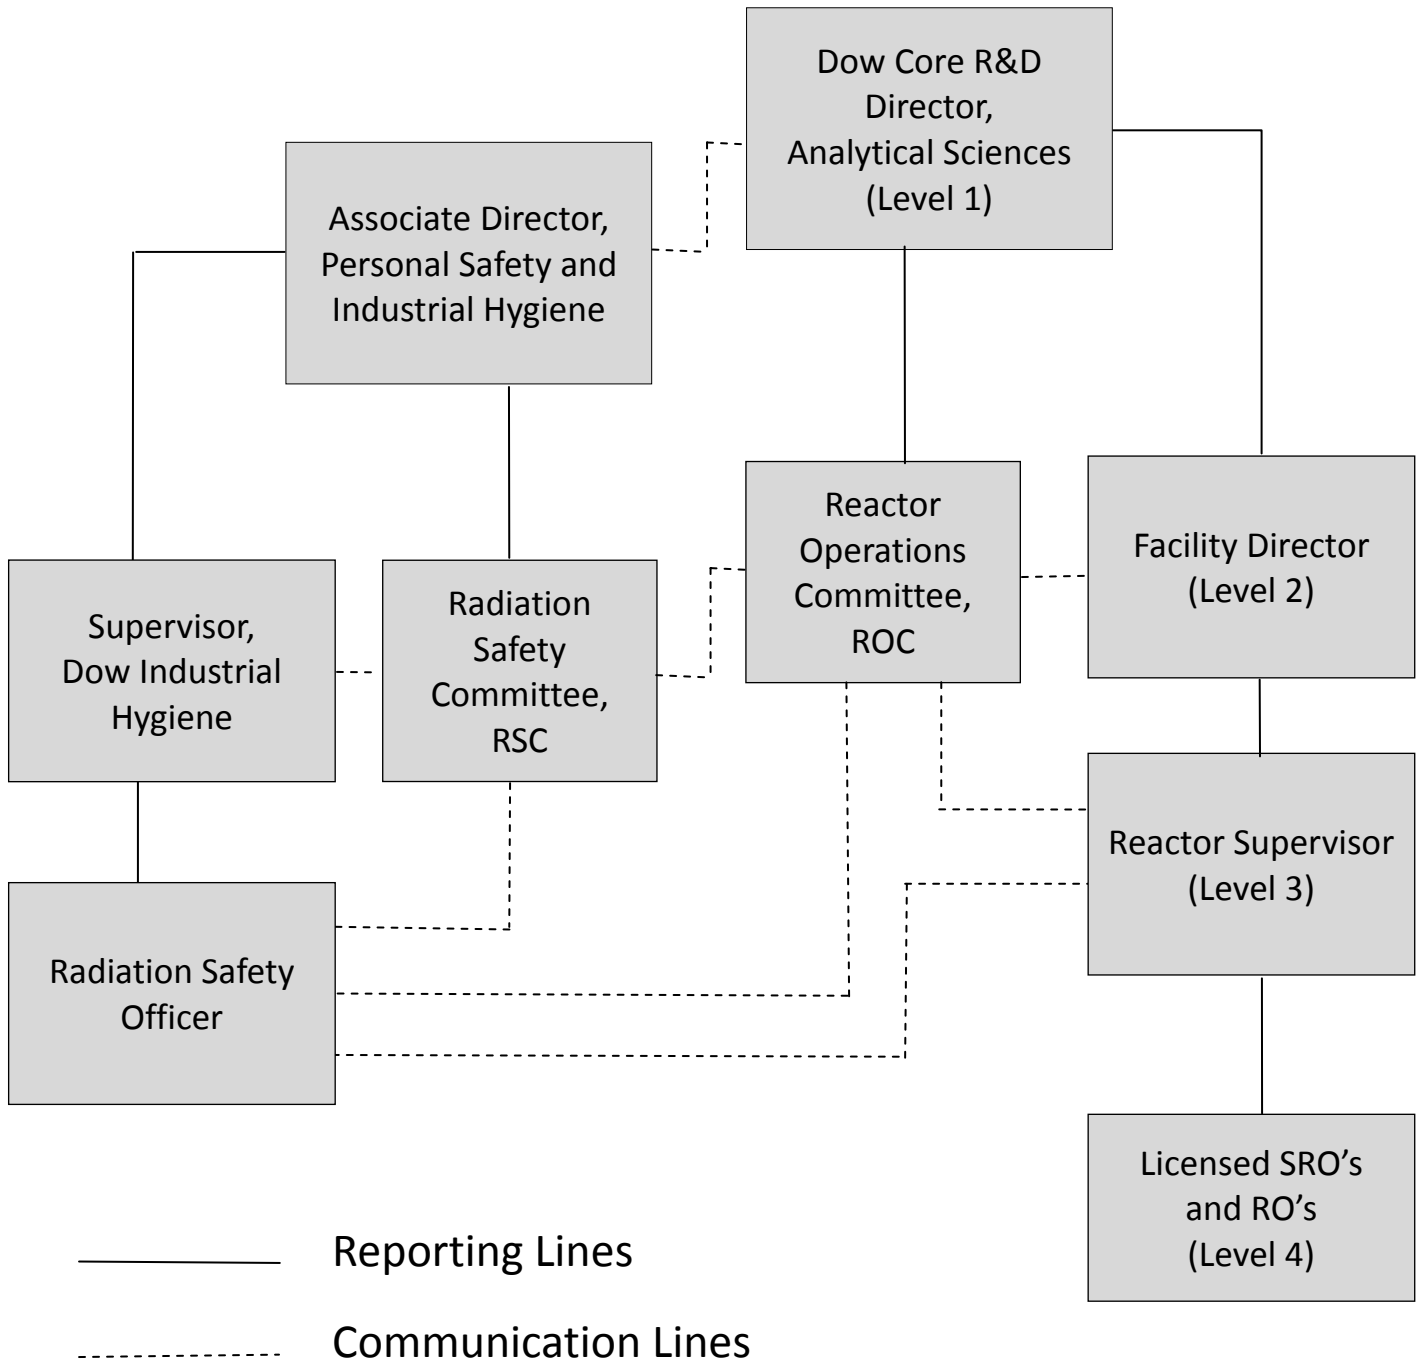 Dow Core R&D
Director,
Analytical Sciences
(Level 1)
Associate Director,
Personal Safety and
Industrial Hygiene
Reactor
Operations
Committee,
ROC
Facility Director
(Level 2)
Supervisor,
Dow Industrial
Hygiene
Radiation
Safety
Committee,
RSC
Reactor Supervisor
(Level 3)
Radiation Safety
Officer
Licensed SRO’s
and RO’s
(Level 4)
Reporting Lines
Communication Lines